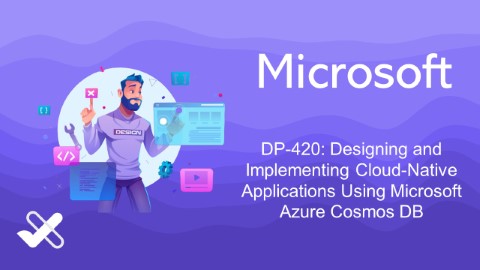 Microsoft
DP-420: Designing and
Implementing Cloud-Native
Applications Using Microsoft
Azure Cosmos DB
DESIGN